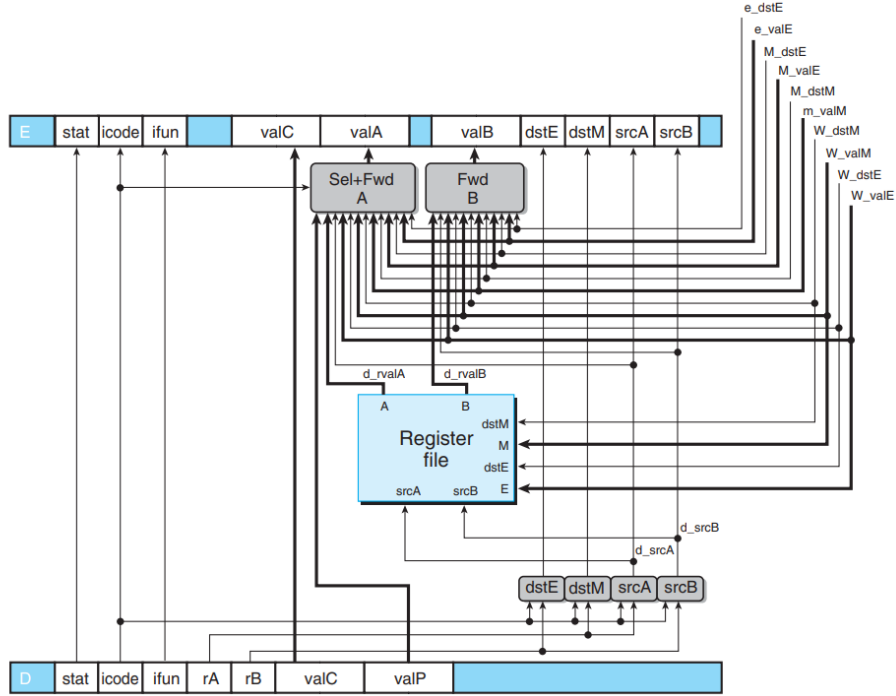 e_dstE
e_valE
M_dstE
M_valE
M_dstM
m_valM
W_dstM
W_valM
W_dstE
W_valE
E stat icode ifun valC valA valB dstE dstM srcA srcB
Sel+Fwd
A
Fwd
B
d_rvalA d_rvalB
A B
dstM
Register
file
M
dstE
srcA srcB E
d_srcB
d_srcA
dstE dstM srcA srcB
D stat icode ifun rA rB valC valP